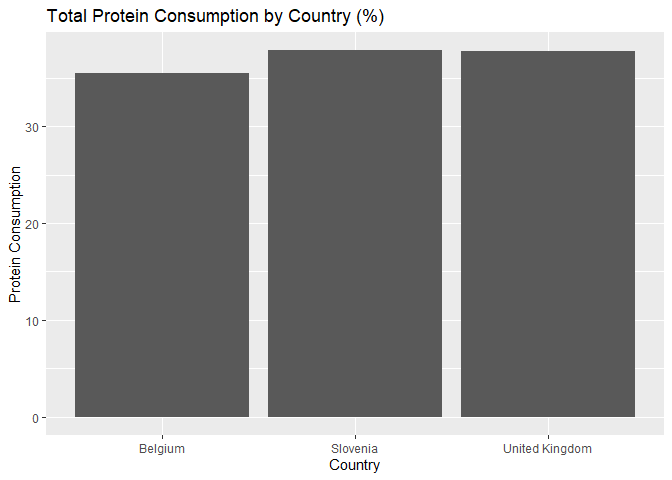 Total Protein Consumption by Country (%)
Protein Consumption
30
20
10
0
Belgium Slovenia United Kingdom
Country